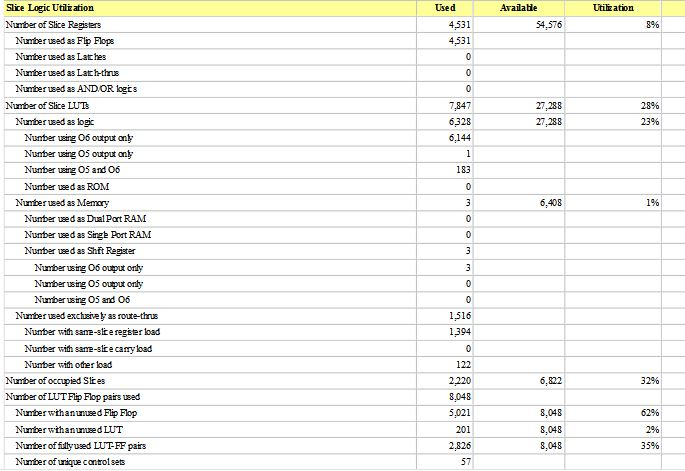 Slice Logic Utilization Used Available Utilization
Number of Slice Registers 4,531 54,576 8%
Number used as Flip Flops 4,531
Number used as Latches 0
Number used as Latch-thrus 0
Number used as AND/OR logics 0
Number of Slice LUTs 7,847 27,288 28%
Number used as logic 6,328 27,288 23%
Number using O6 output only 6,144
Number using O5 output only 1
Number using O5 and O6 183
Number used as ROM 0
Number used as Memory 3 6,408 1%
Number used as Dual Port RAM 0
Number used as Single Port RAM 0
Number used as Shift Register 3
Number using O6 output only 3
Number using O5 output only 0
Number using O5 and O6 0
Number used exclusively as route-thrus 1,516
Number with same-slice register load 1,394
Number with same-slice carry load 0
Number with other load 122
Number of occupied Slices 2,220 6,822 32%
Number of LUT Flip Flop pairs used 8,048
Number with an unused Flip Flop 5,021 8,048 62%
Number with an unused LUT 201 8,048 2%
Number of fully used LUT-FF pairs 2,826 8,048 35%
Number of unique control sets 57